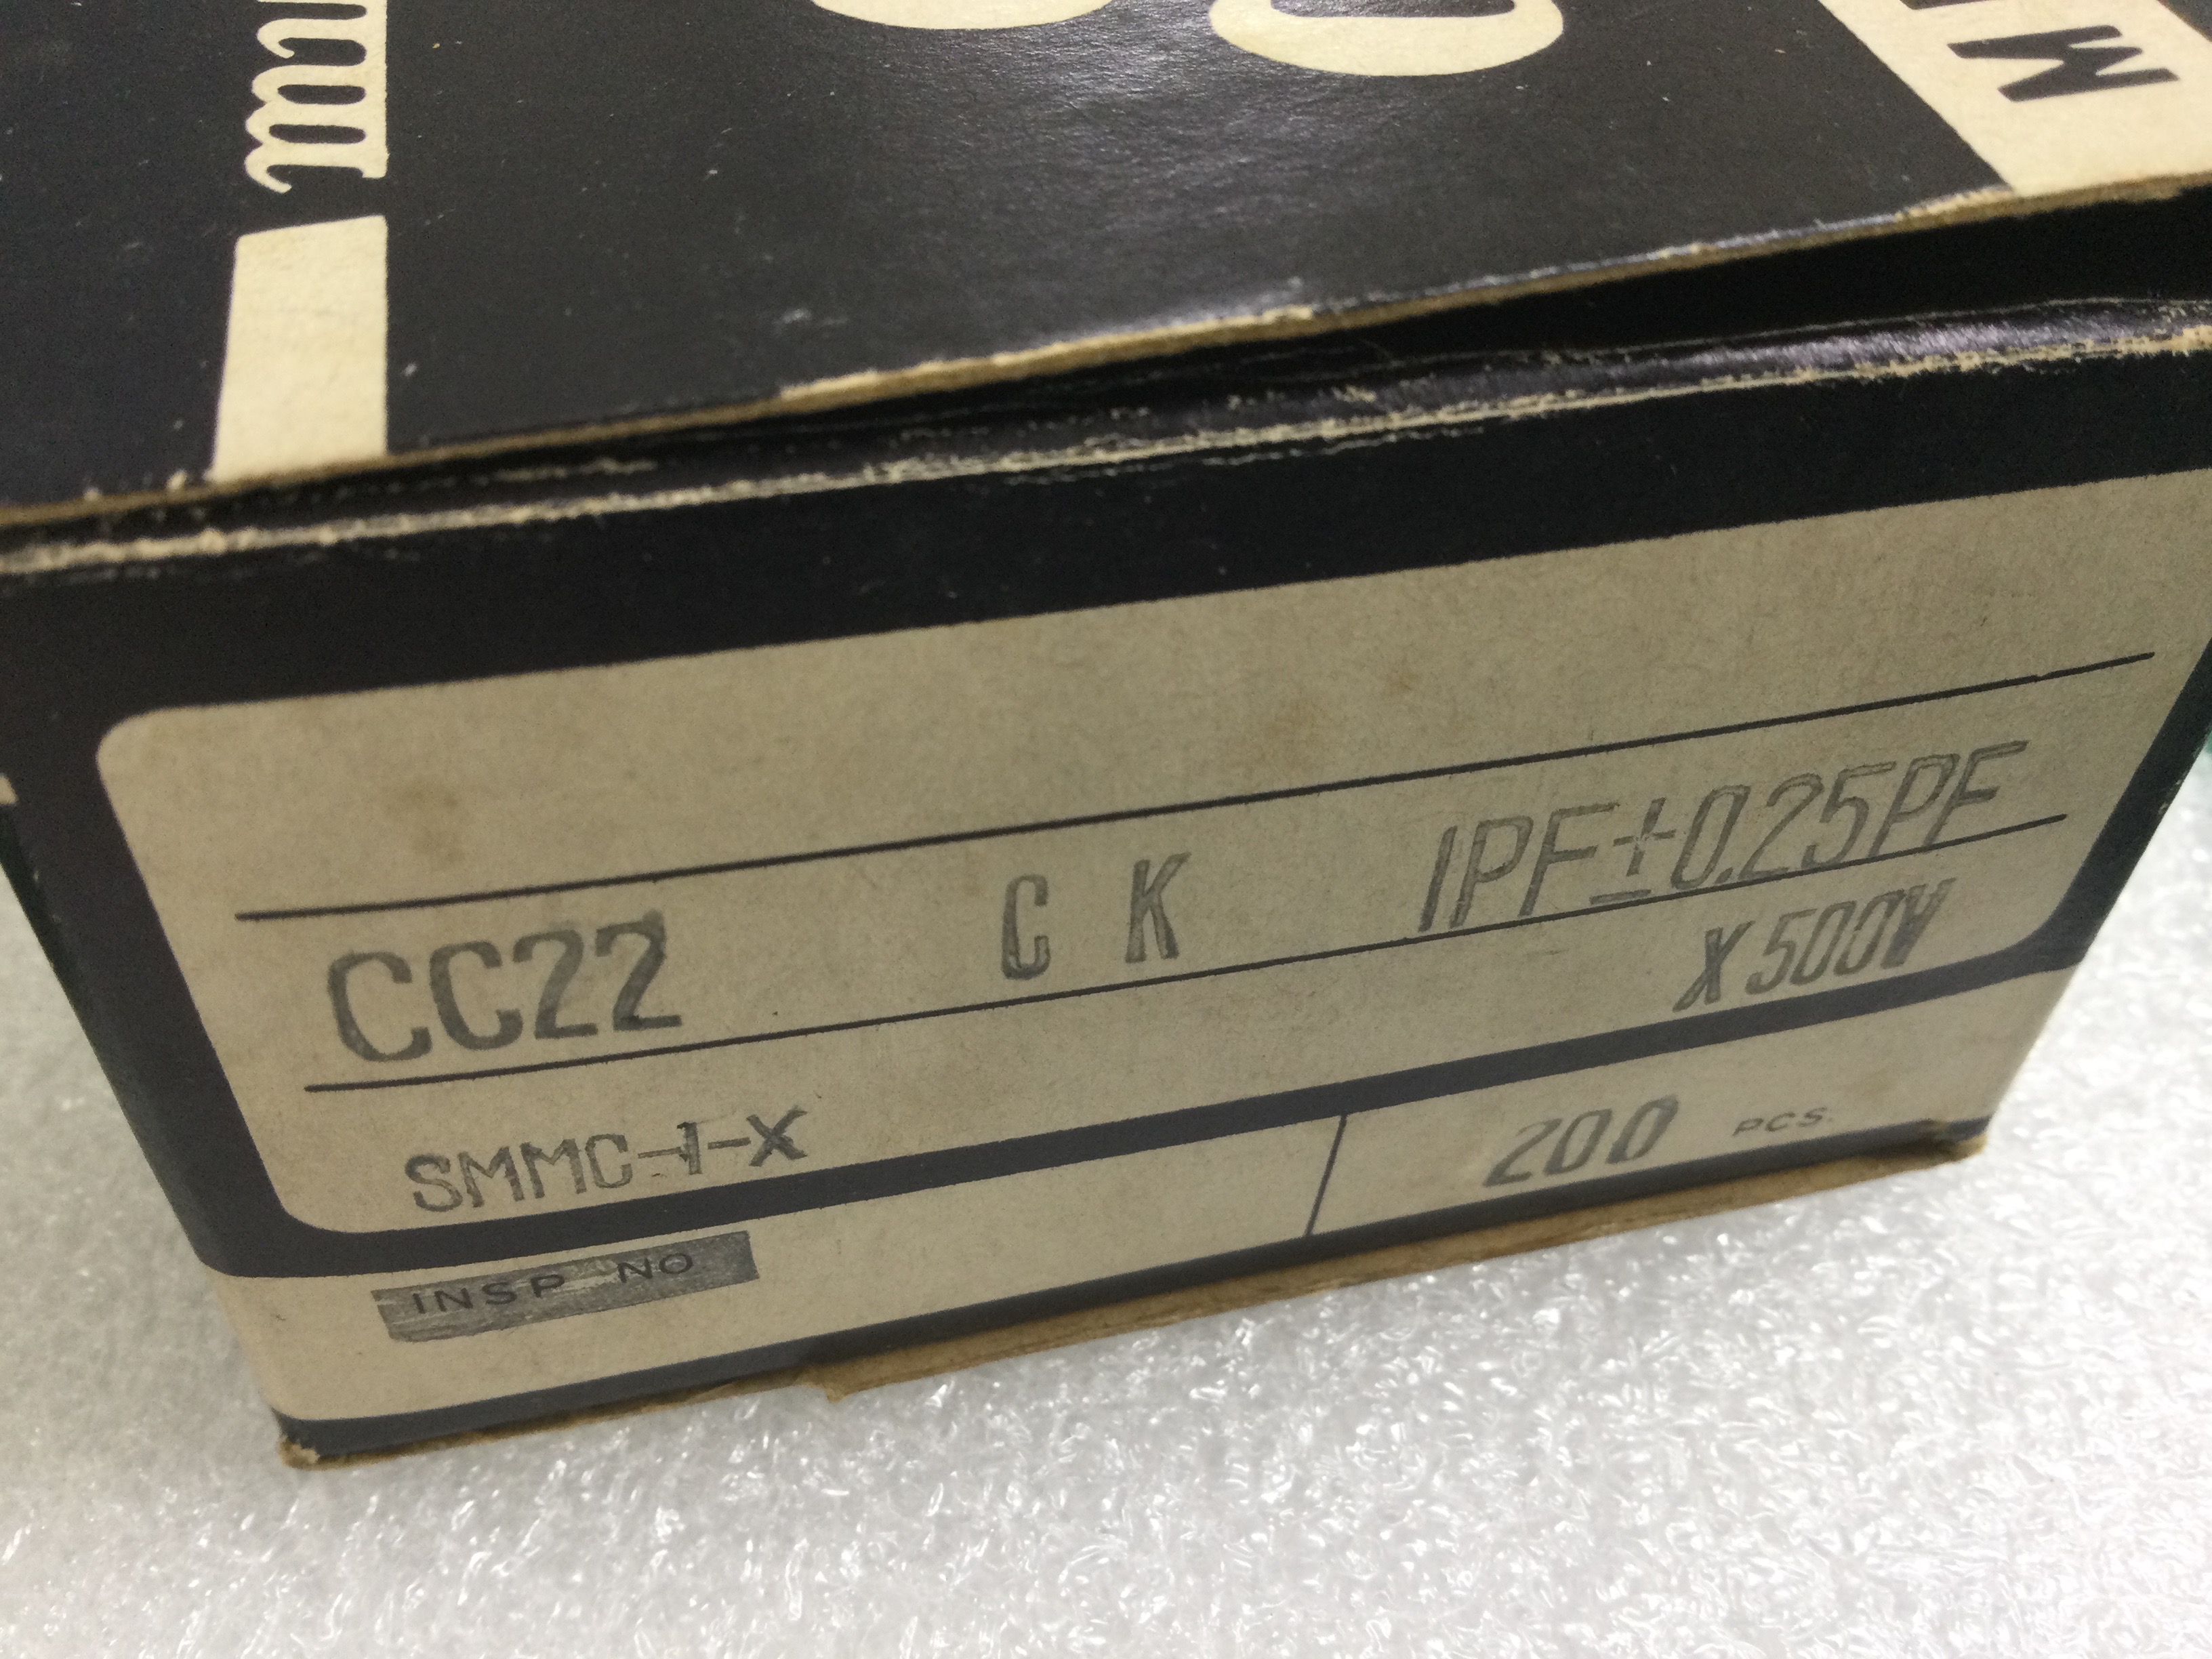 CC22 C K 1PF±0.25PF
X 500V
SMMC-1-X
200 PCS.
INSP NO